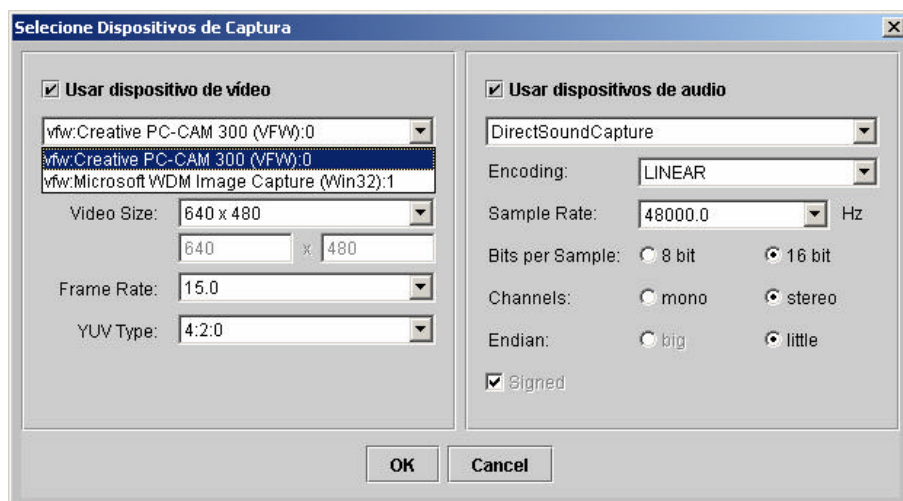 Selecione Dispositivos de Captura
Usar dispositivo de vídeo
vfw:Creative PC-CAM 300 (VFW):0
vfw:Creative PC-CAM 300 (VFW):0
vfw:Microsoft WDM Image Capture (Win32):1
Video Size: 640 x 480
640 x 480
Frame Rate: 15.0
YUV Type: 4:2:0
Usar dispositivos de audio
DirectSoundCapture
Encoding: LINEAR
Sample Rate: 48000.0 Hz
Bits per Sample: 8 bit 16 bit
Channels: mono stereo
Endian: big little
Signed
OK Cancel